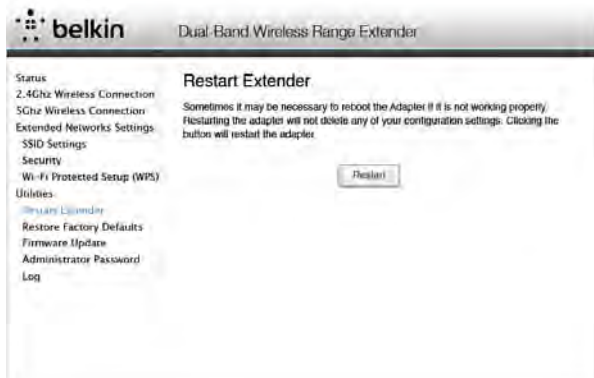 belkin
Dual-Band Wireless Range Extender
Status
2.4Ghz Wireless Connection
5Ghz Wireless Connection
Extended Networks Settings
SSID Settings
Security
Wi-Fi Protected Setup (WPS)
Utilities
Restart Extender
Restore Factory Defaults
Firmware Update
Administrator Password
Log
Restart Extender
Sometimes it may be necessary to reboot the Adapter if it is not working properly.
Restarting the adapter will not delete any of your configuration settings. Clicking the
button will restart the adapter.
Restart